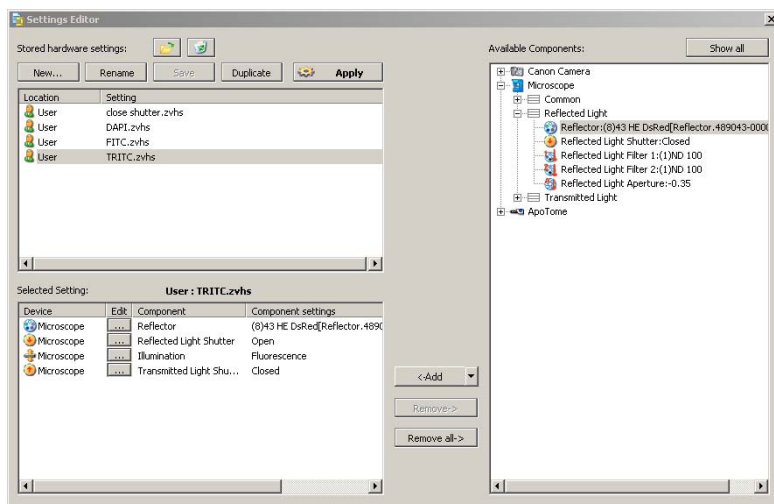 Settings Editor
Stored hardware settings:
New... Rename Save Duplicate Apply
Location Setting
User close shutter.zvhs
User DAPI.zvhs
User FITC.zvhs
User TRITC.zvhs
Selected Setting: User : TRITC.zvhs
Device Edit Component Component settings
Microscope ... Reflector (8)43 HE DsRed[Reflector.4890
Microscope ... Reflected Light Shutter Open
Microscope ... Illumination Fluorescence
Microscope ... Transmitted Light Shu... Closed
<-Add
Remove->
Remove all->
Available Components: Show all
Canon Camera
Microscope
Common
Reflected Light
Reflector:(8)43 HE DsRed[Reflector.489043-0000
Reflected Light Shutter:Closed
Reflected Light Filter 1:(1)ND 100
Reflected Light Filter 2:(1)ND 100
Reflected Light Aperture:-0.35
Transmitted Light
ApoTome